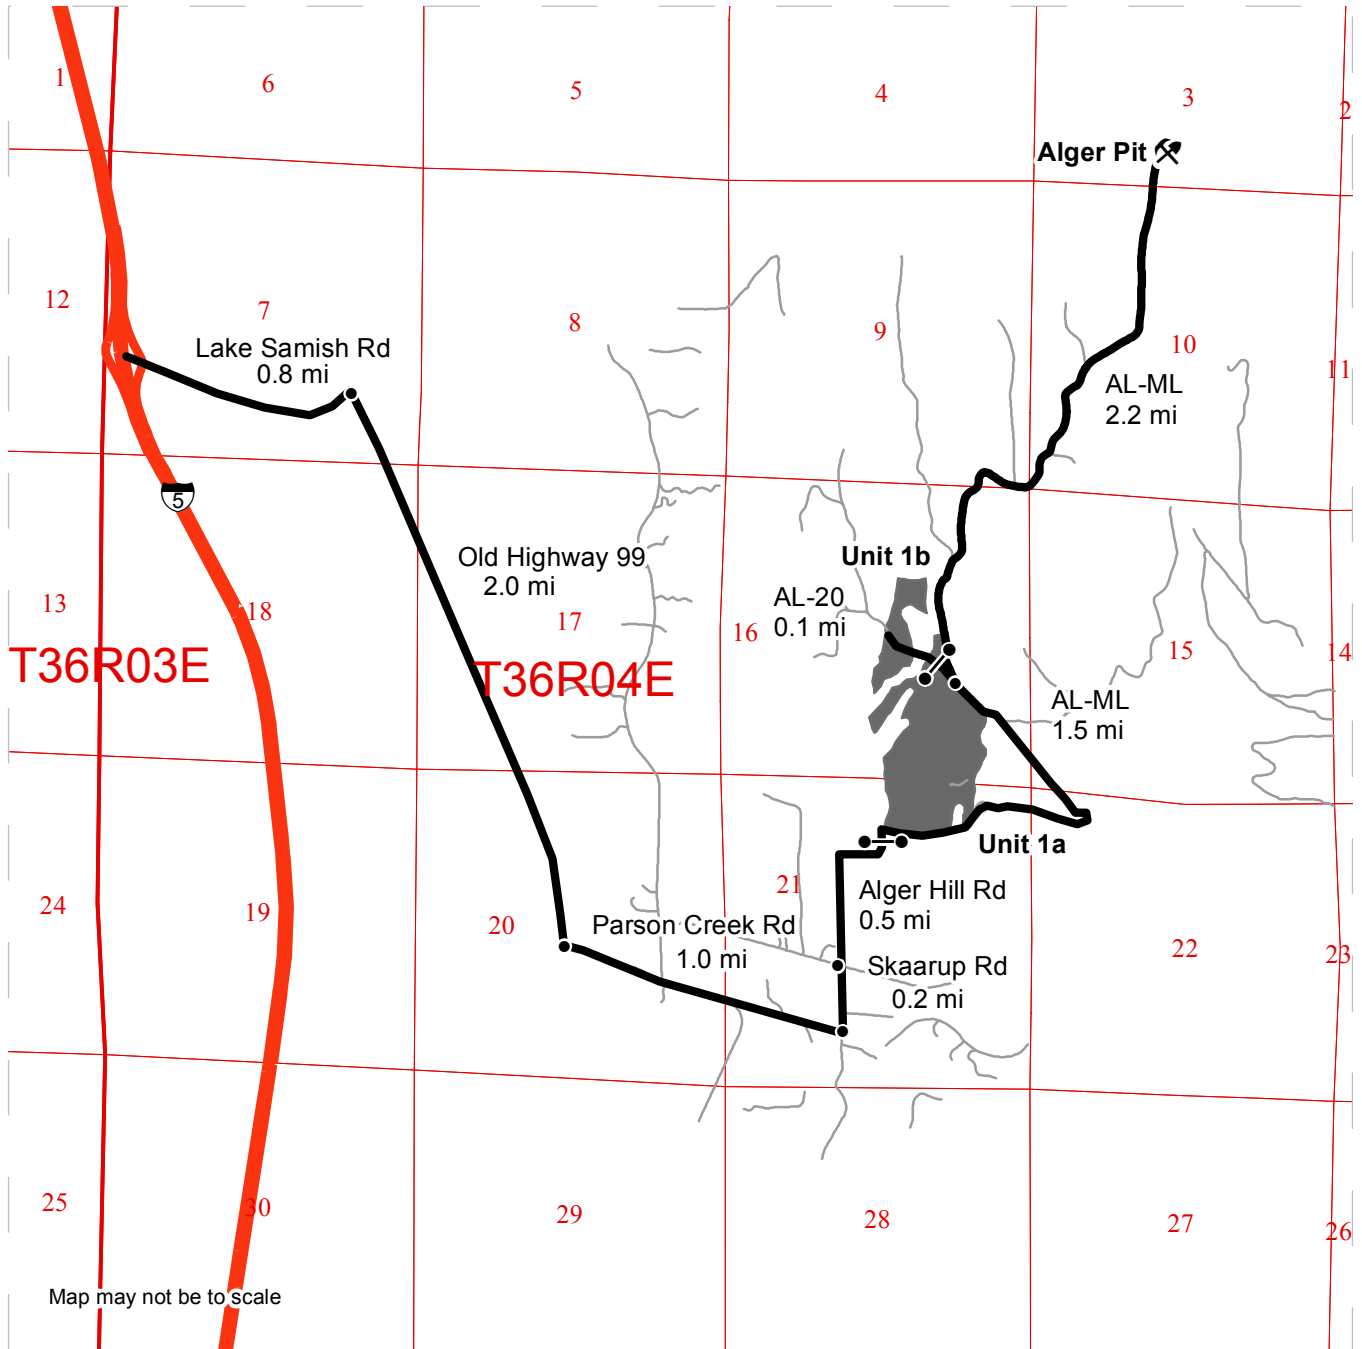 1
6
5
4
3
2
Alger Pit
12
7
8
9
10
11
Lake Samish Rd
0.8 mi
AL-ML
2.2 mi
5
Old Highway 99
2.0 mi
Unit 1b
AL-20
0.1 mi
13
18
17
16
15
14
T36R03E
T36R04E
AL-ML
1.5 mi
Unit 1a
24
19
20
21
22
23
Alger Hill Rd
0.5 mi
Parson Creek Rd
1.0 mi
Skaarup Rd
0.2 mi
25
30
29
28
27
26
Map may not be to scale